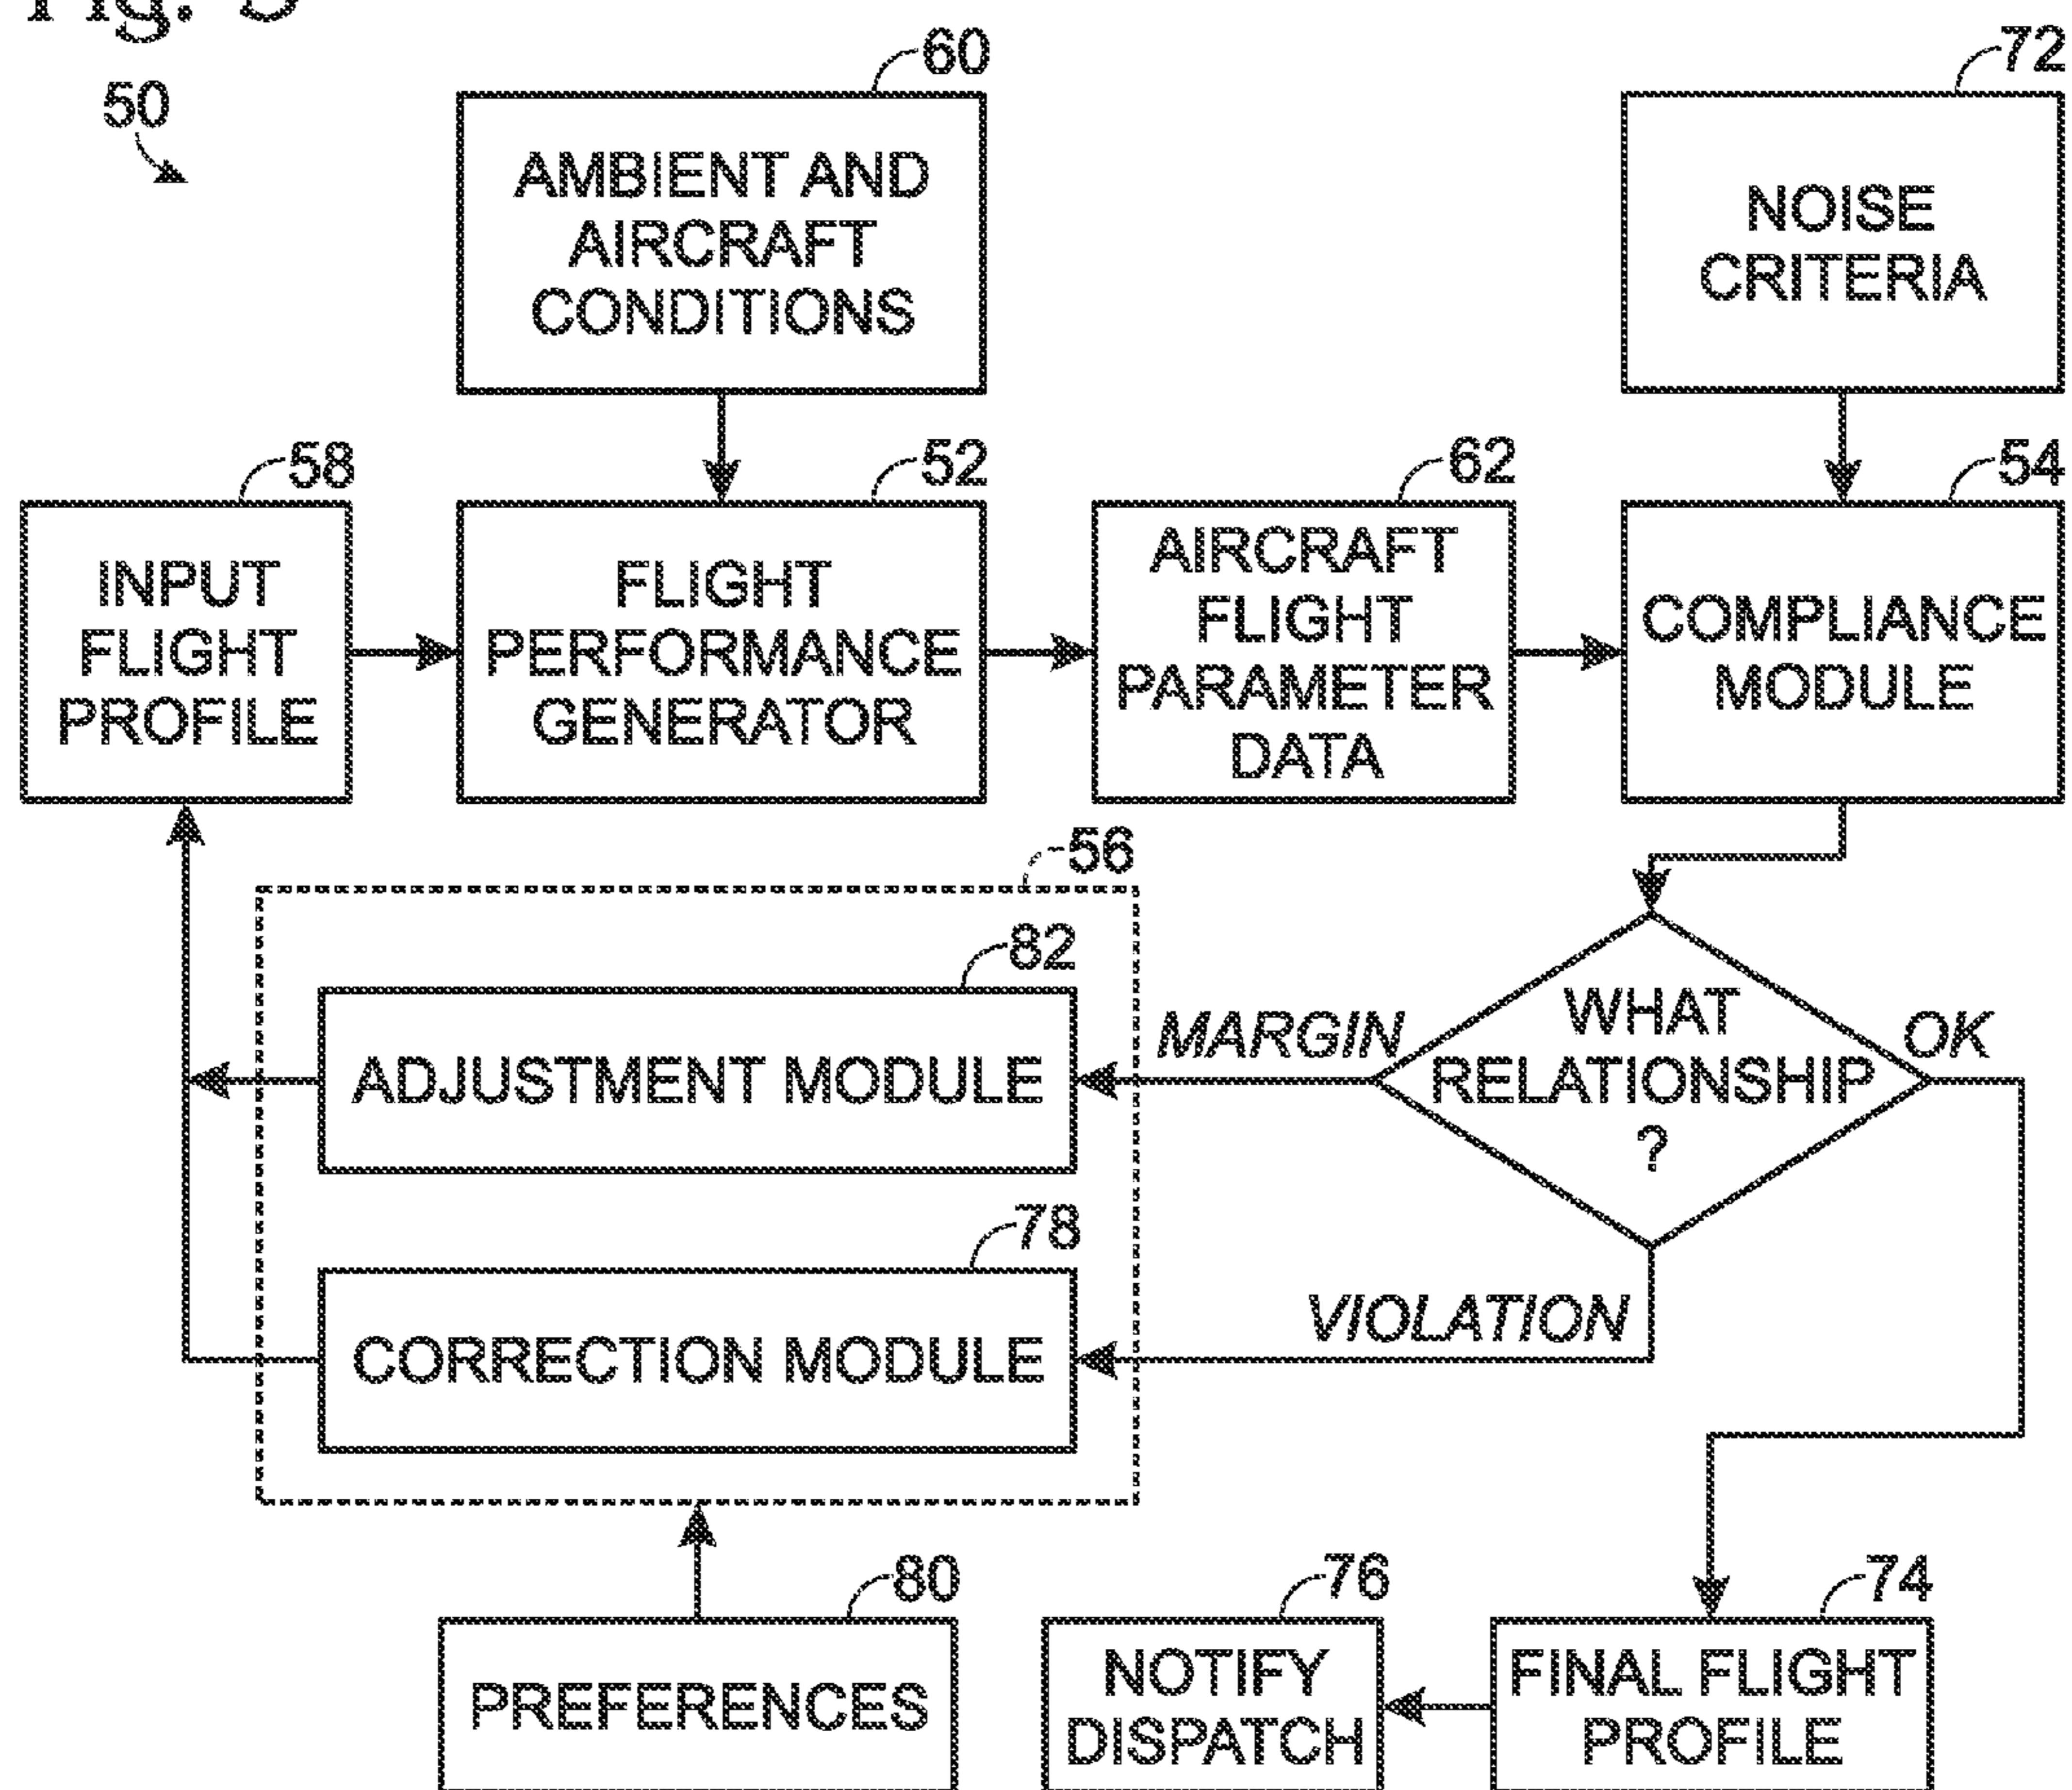 50
60
72
AMBIENT AND
AIRCRAFT
CONDITIONS
NOISE
CRITERIA
58
52
62
54
INPUT
FLIGHT
PROFILE
FLIGHT
PERFORMANCE
GENERATOR
AIRCRAFT
FLIGHT
PARAMETER
DATA
COMPLIANCE
MODULE
56
82
ADJUSTMENT MODULE
MARGIN
WHAT
RELATIONSHIP
?
OK
78
CORRECTION MODULE
VIOLATION
80
PREFERENCES
76
NOTIFY
DISPATCH
74
FINAL FLIGHT
PROFILE